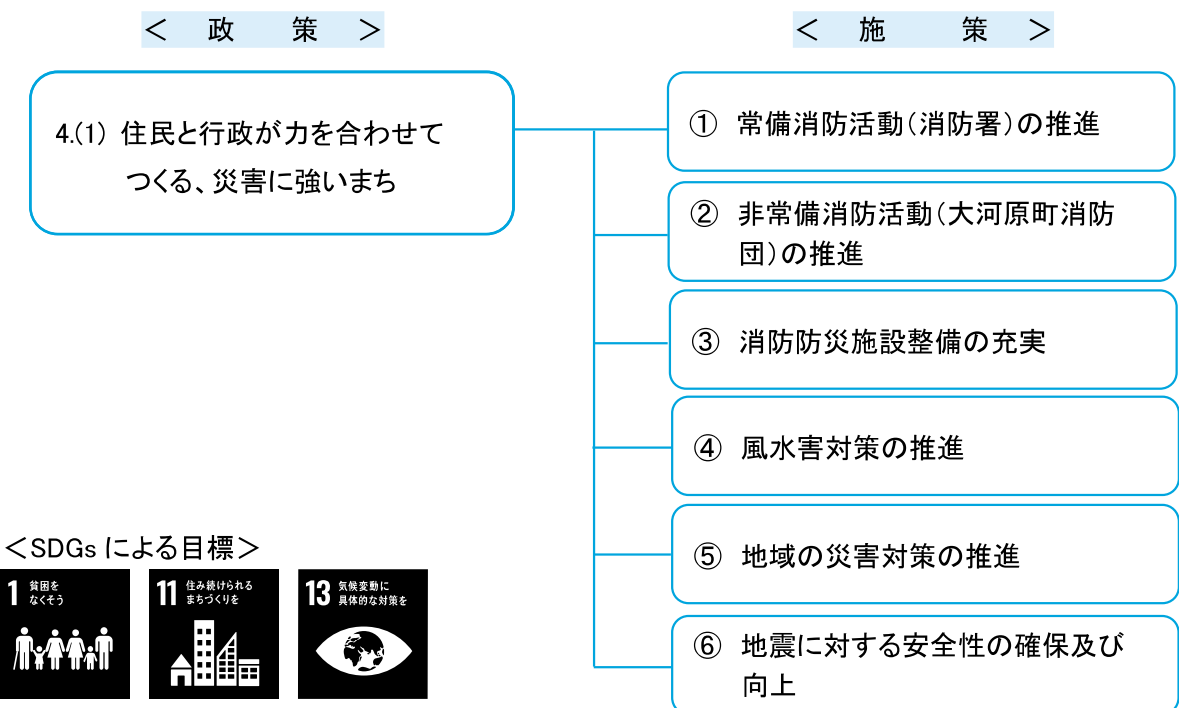 ＜　政　　策　＞
4.(1) 住民と行政が力を合わせて
つくる、災害に強いまち
＜　施　　策　＞
① 常備消防活動（消防署）の推進
② 非常備消防活動（大河原町消防
団）の推進
③ 消防防災施設整備の充実
④ 風水害対策の推進
⑤ 地域の災害対策の推進
⑥ 地震に対する安全性の確保及び
向上
＜SDGs による目標＞
1 貧困を
なくそう
11 住み続けられる
まちづくりを
13 気候変動に
具体的な対策を